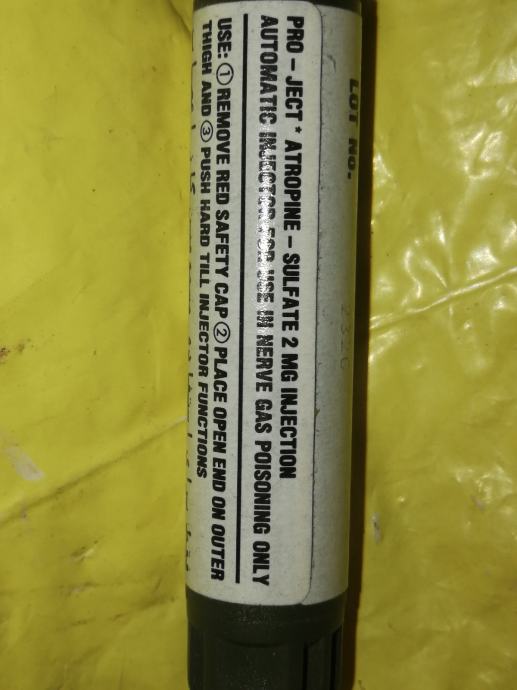 PRO - JECT * ATROPINE - SULFATE 2 MG INJECTION
AUTOMATIC INJECTOR FOR USE IN NERVE GAS POISONING ONLY
USE: ① REMOVE RED SAFETY CAP ② PLACE OPEN END ON OUTER
THIGH AND ③ PUSH HARD TILL INJECTOR FUNCTIONS
LOT No.